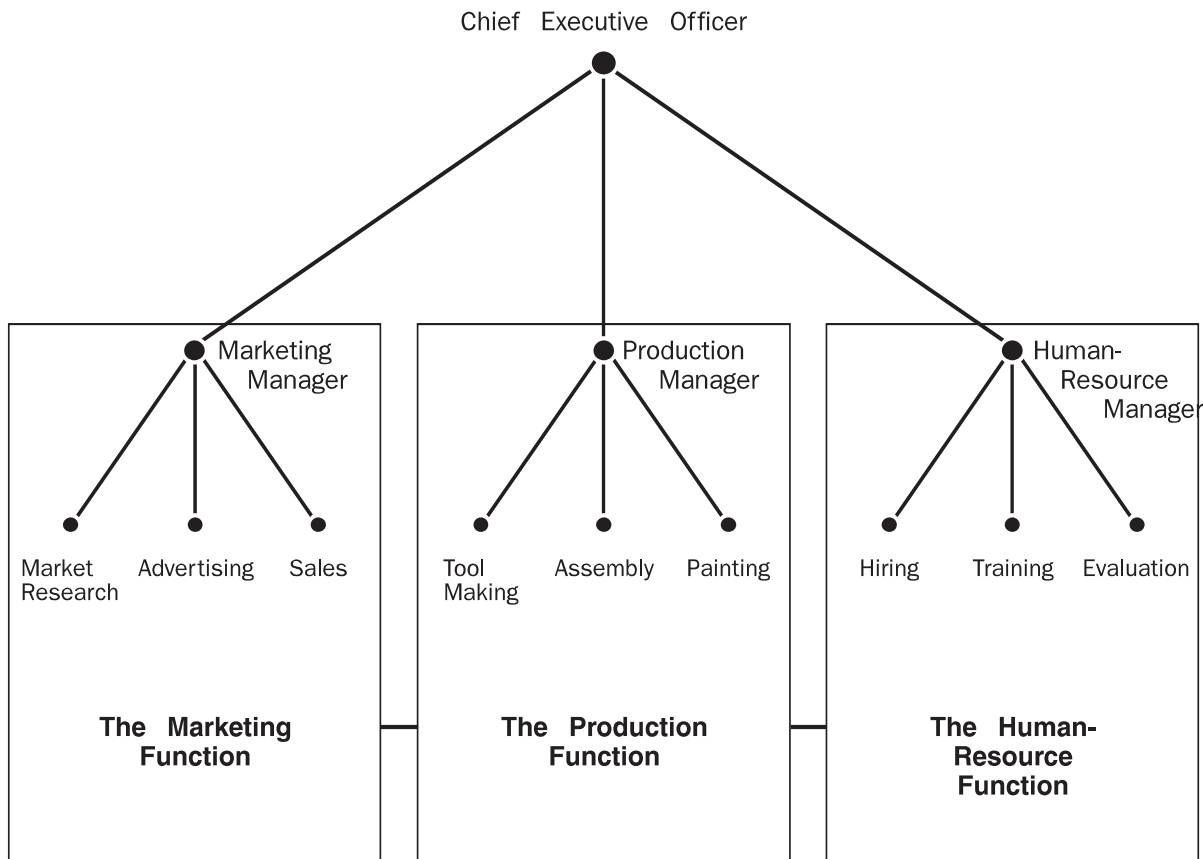 Chief Executive Officer
Marketing
Manager
Production
Manager
Human-
Resource
Manager
Market
Research
Advertising
Sales
Tool
Making
Assembly
Painting
Hiring
Training
Evaluation
The Marketing
Function
The Production
Function
The Human-
Resource
Function